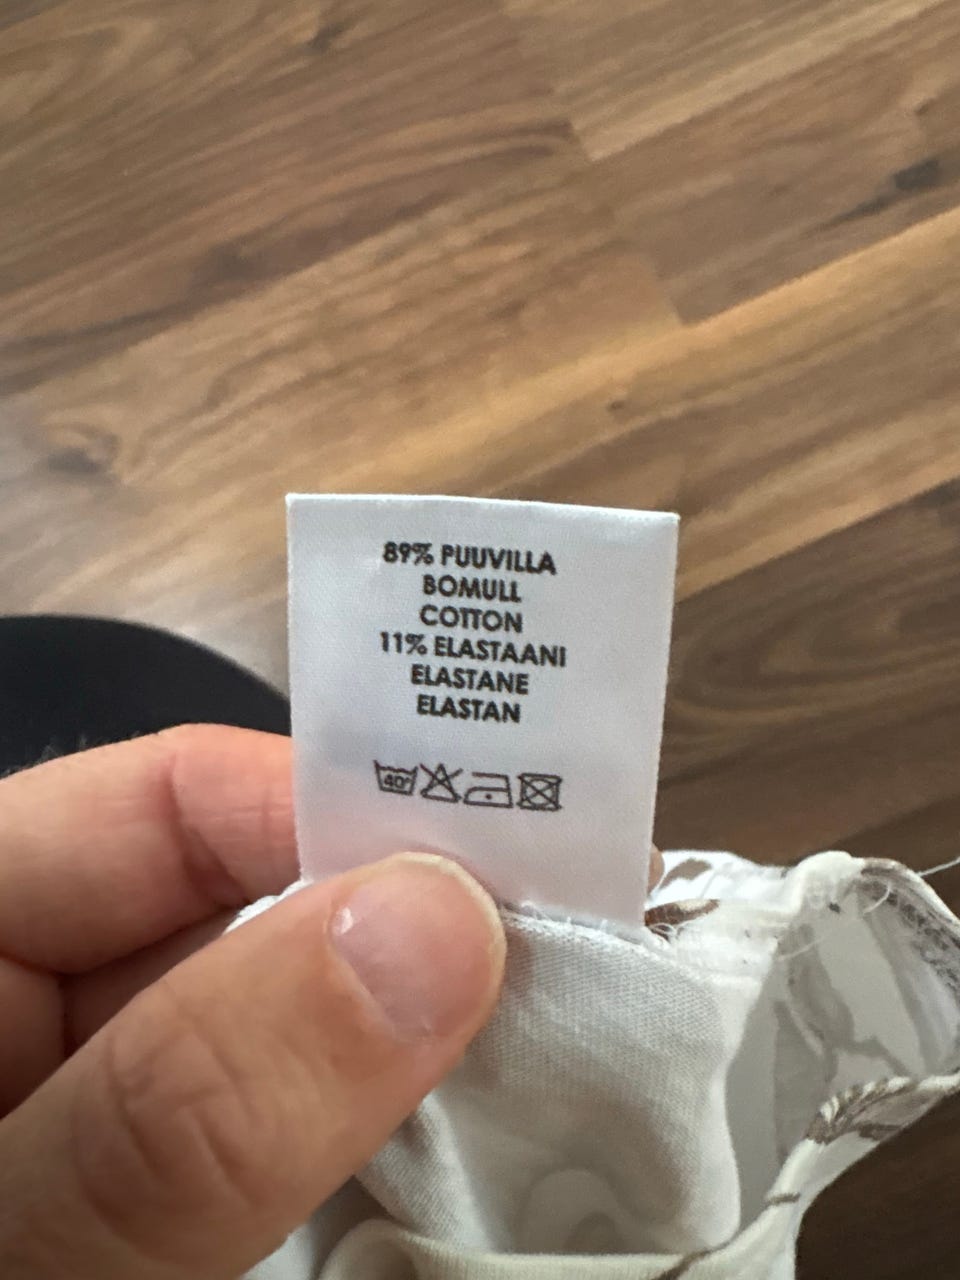 89% PUUVILLA
BOMULL
COTTON
11% ELASTAANI
ELASTANE
ELASTAN
40°